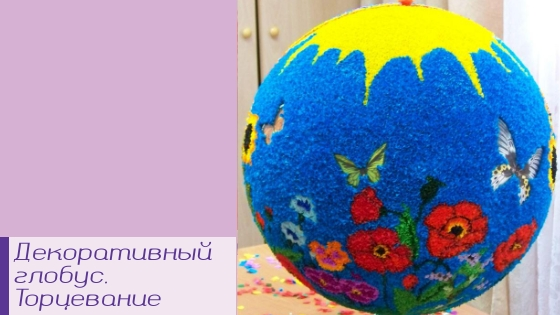 Декоративный
глобус.
Торцевание